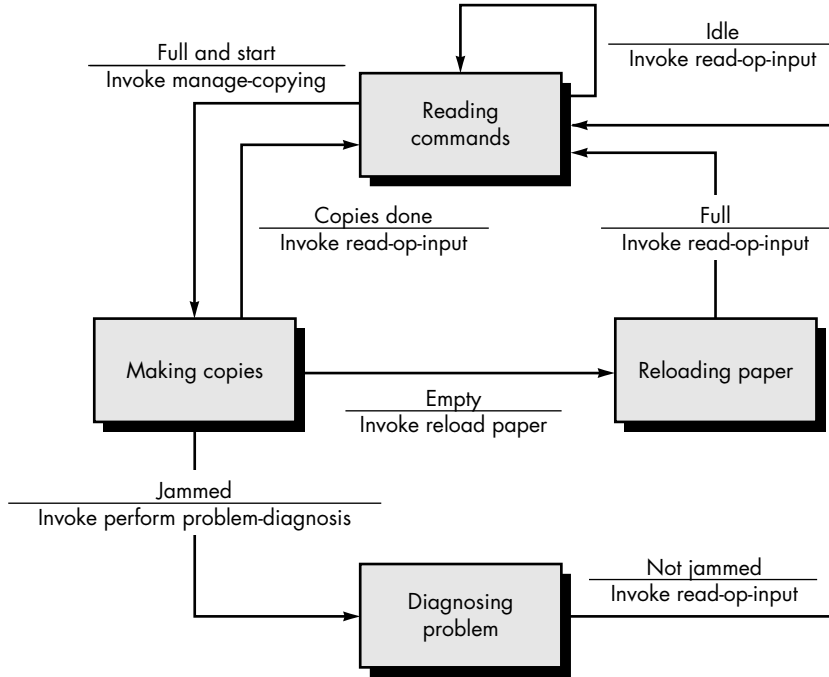 Full and start
Invoke manage-copying
Idle
Invoke read-op-input
Reading
commands
Copies done
Invoke read-op-input
Full
Invoke read-op-input
Making copies
Reloading paper
Empty
Invoke reload paper
Jammed
Invoke perform problem-diagnosis
Diagnosing
problem
Not jammed
Invoke read-op-input